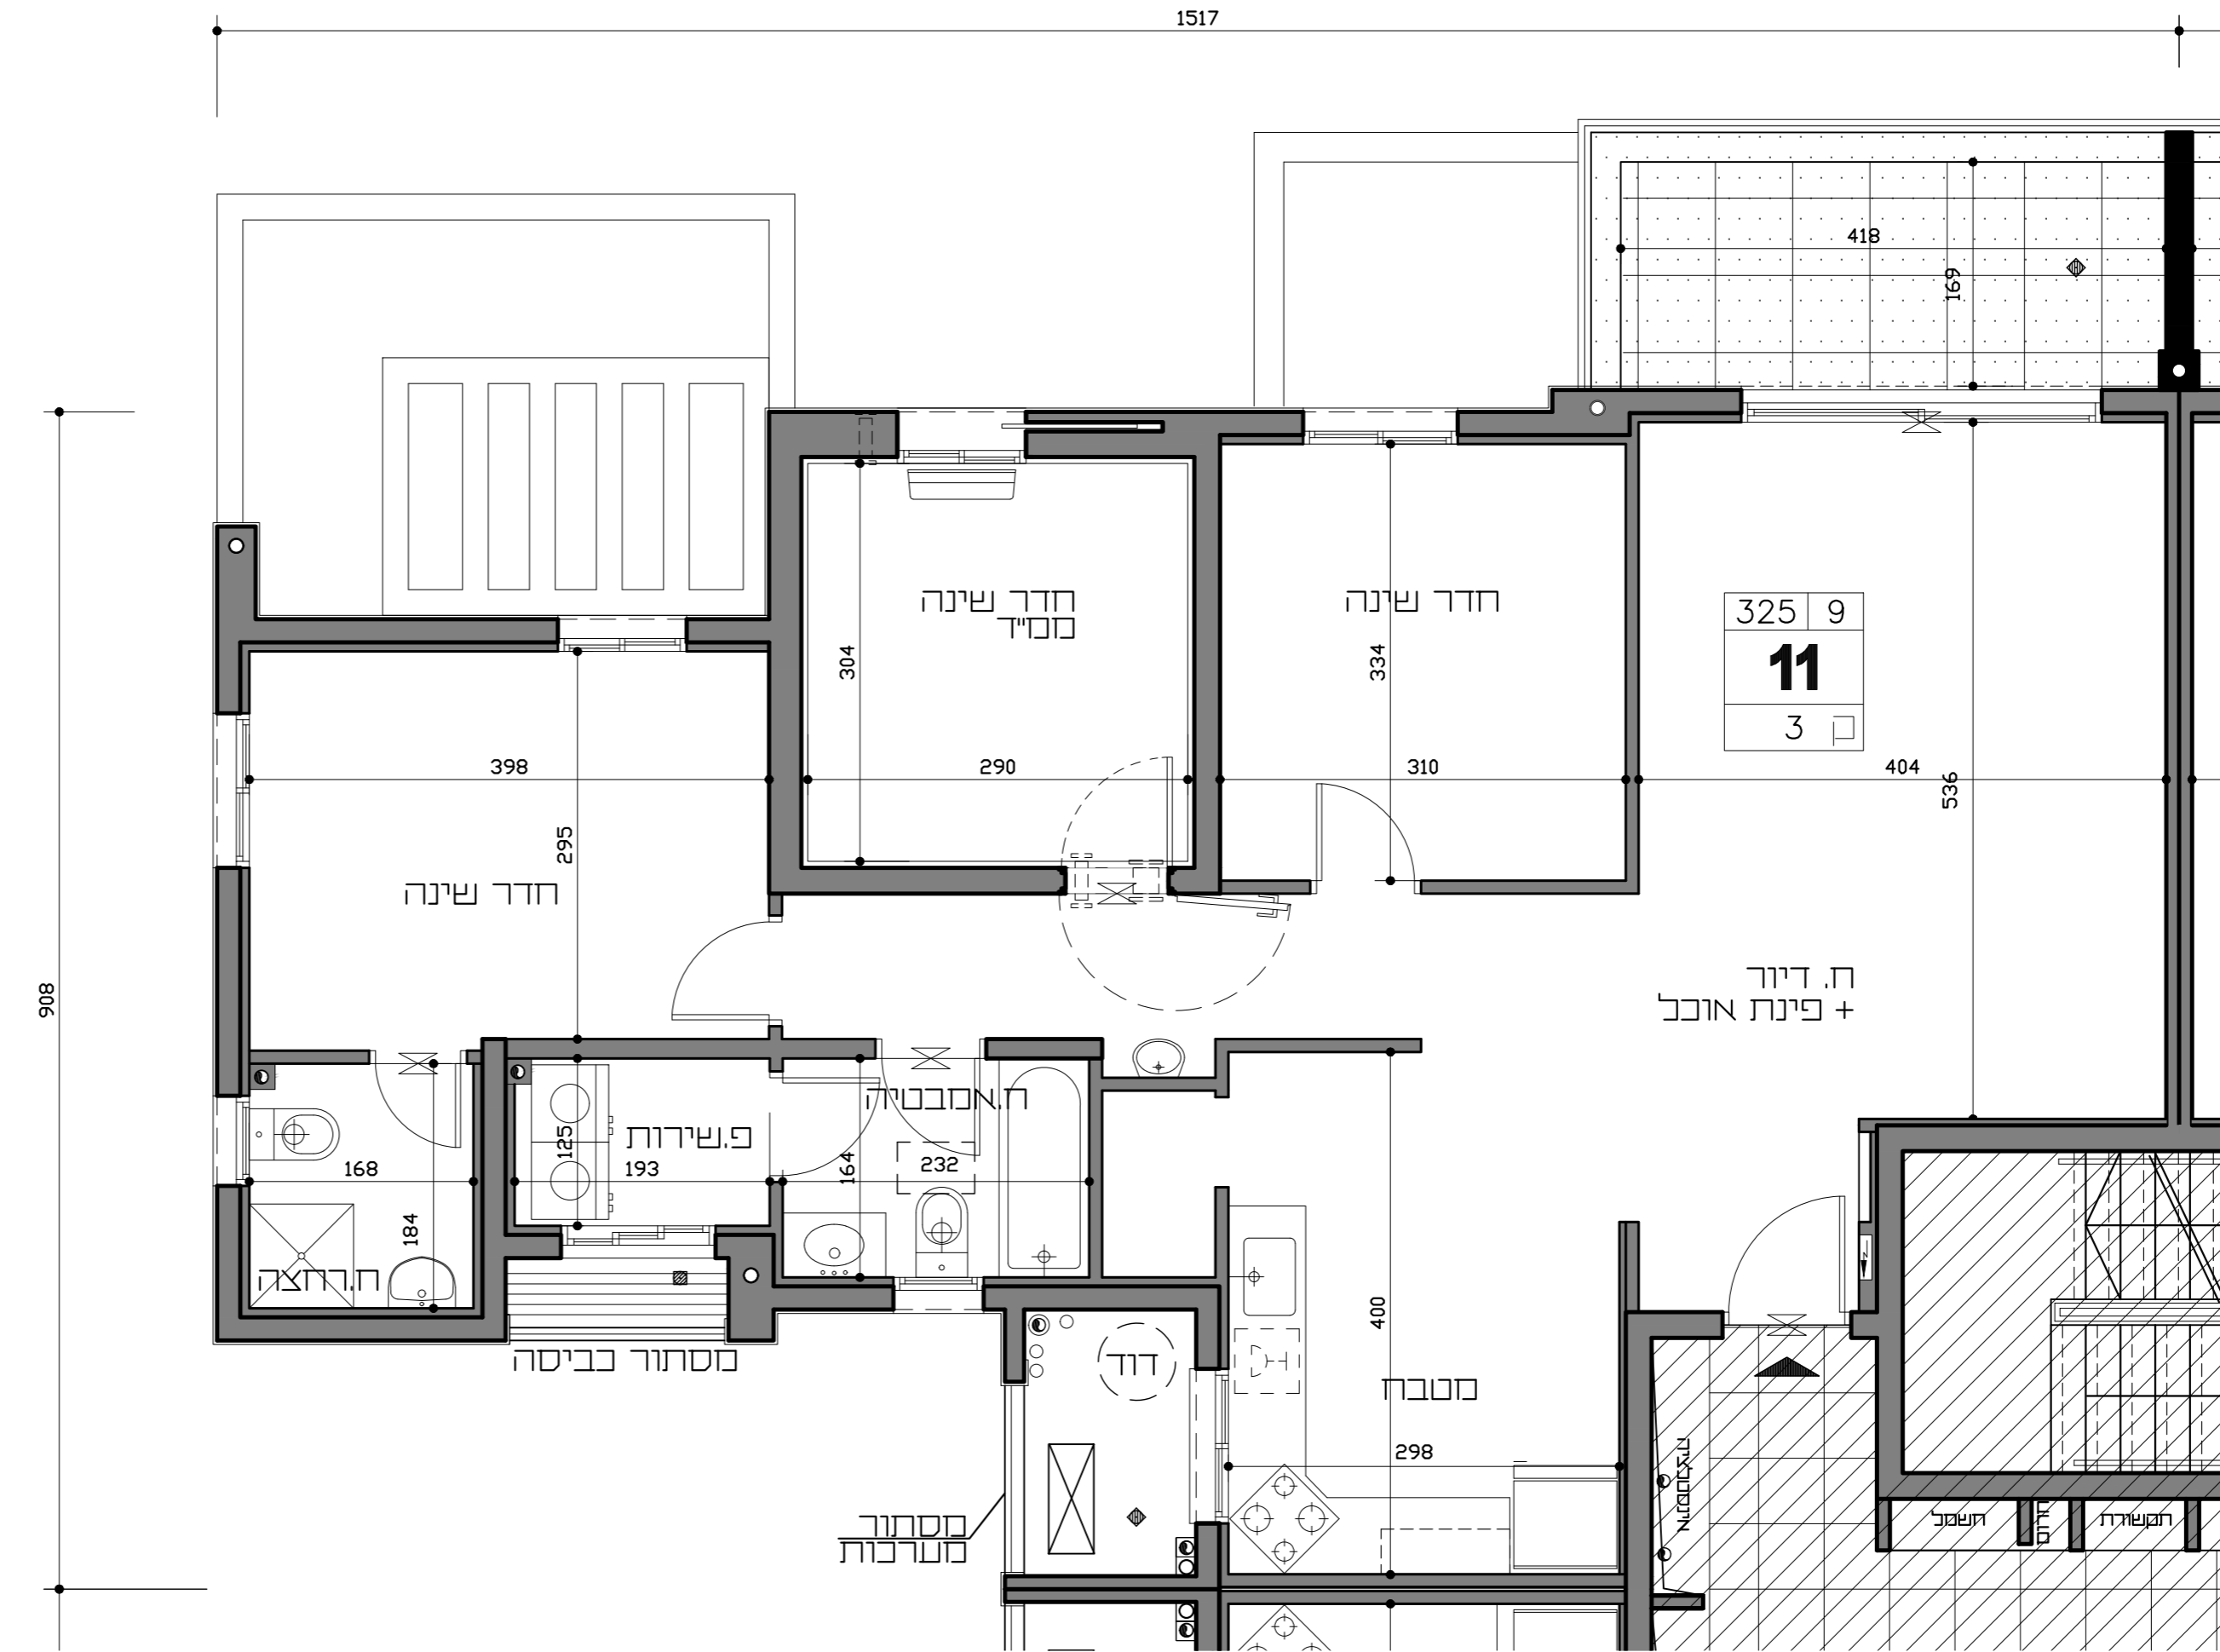 1517
418
169
חדר שינה
ממ"ד
חדר שינה
325 9
11
ק 3
304
334
398
290
310
404
536
295
חדר שינה
908
ח. דיור
+ פינת אוכל
ח.אמבטיה
פ.שירות
125
193
164
232
168
184
ח.רחצה
מסתור כביסה
דוד
400
מטבח
298
מסתור
מערכות
חשמל
תקשורת